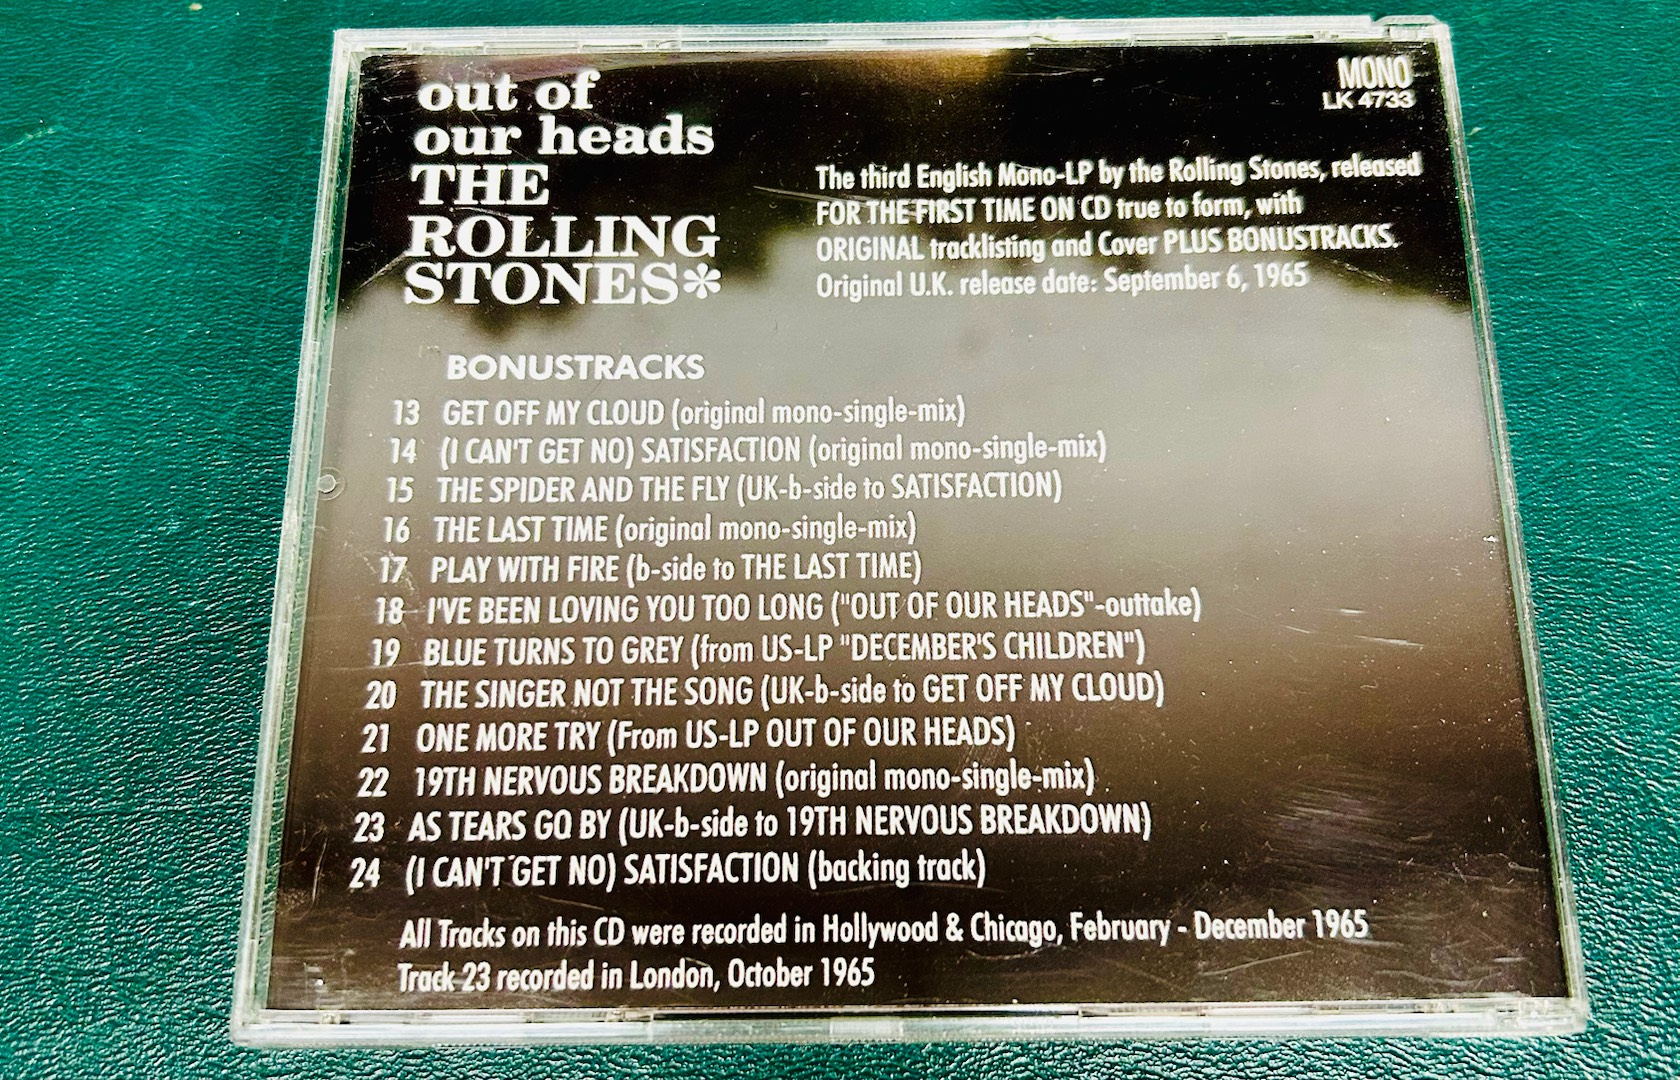 out of
our heads
THE
ROLLING
STONES*
MONO
LK 4733
The third English Mono-LP by the Rolling Stones, released
FOR THE FIRST TIME ON CD true to form, with
ORIGINAL tracklisting and Cover PLUS BONUSTRACKS.
Original U.K. release date: September 6, 1965
BONUSTRACKS
13 GET OFF MY CLOUD (original mono-single-mix)
14 (I CAN'T GET NO) SATISFACTION (original mono-single-mix)
15 THE SPIDER AND THE FLY (UK-b-side to SATISFACTION)
16 THE LAST TIME (original mono-single-mix)
17 PLAY WITH FIRE (b-side to THE LAST TIME)
18 I'VE BEEN LOVING YOU TOO LONG ("OUT OF OUR HEADS"-outtake)
19 BLUE TURNS TO GREY (from US-LP "DECEMBER'S CHILDREN")
20 THE SINGER NOT THE SONG (UK-b-side to GET OFF MY CLOUD)
21 ONE MORE TRY (From US-LP OUT OF OUR HEADS)
22 19TH NERVOUS BREAKDOWN (original mono-single-mix)
23 AS TEARS GO BY (UK-b-side to 19TH NERVOUS BREAKDOWN)
24 (I CAN'T GET NO) SATISFACTION (backing track)
All Tracks on this CD were recorded in Hollywood & Chicago, February - December 1965
Track 23 recorded in London, October 1965